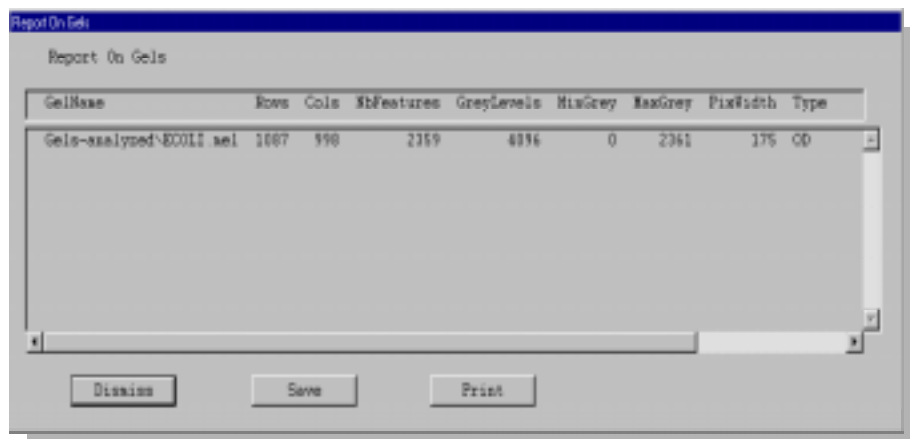 Report On Gels
Report On Gels
GelName Rows Cols NbFeatures GreyLevels MinGrey MaxGrey PixWidth Type
Gels-analyzed\ECOLI.mel 1087 998 2359 4096 0 2361 175 OD
Dismiss Save Print